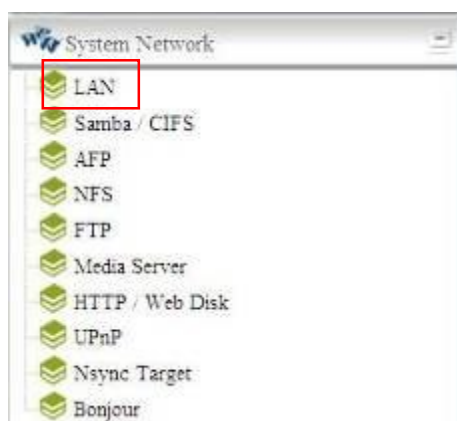 System Network
LAN
Samba / CIFS
AFP
NFS
FTP
Media Server
HTTP / Web Disk
UPnP
Nsync Target
Bonjour